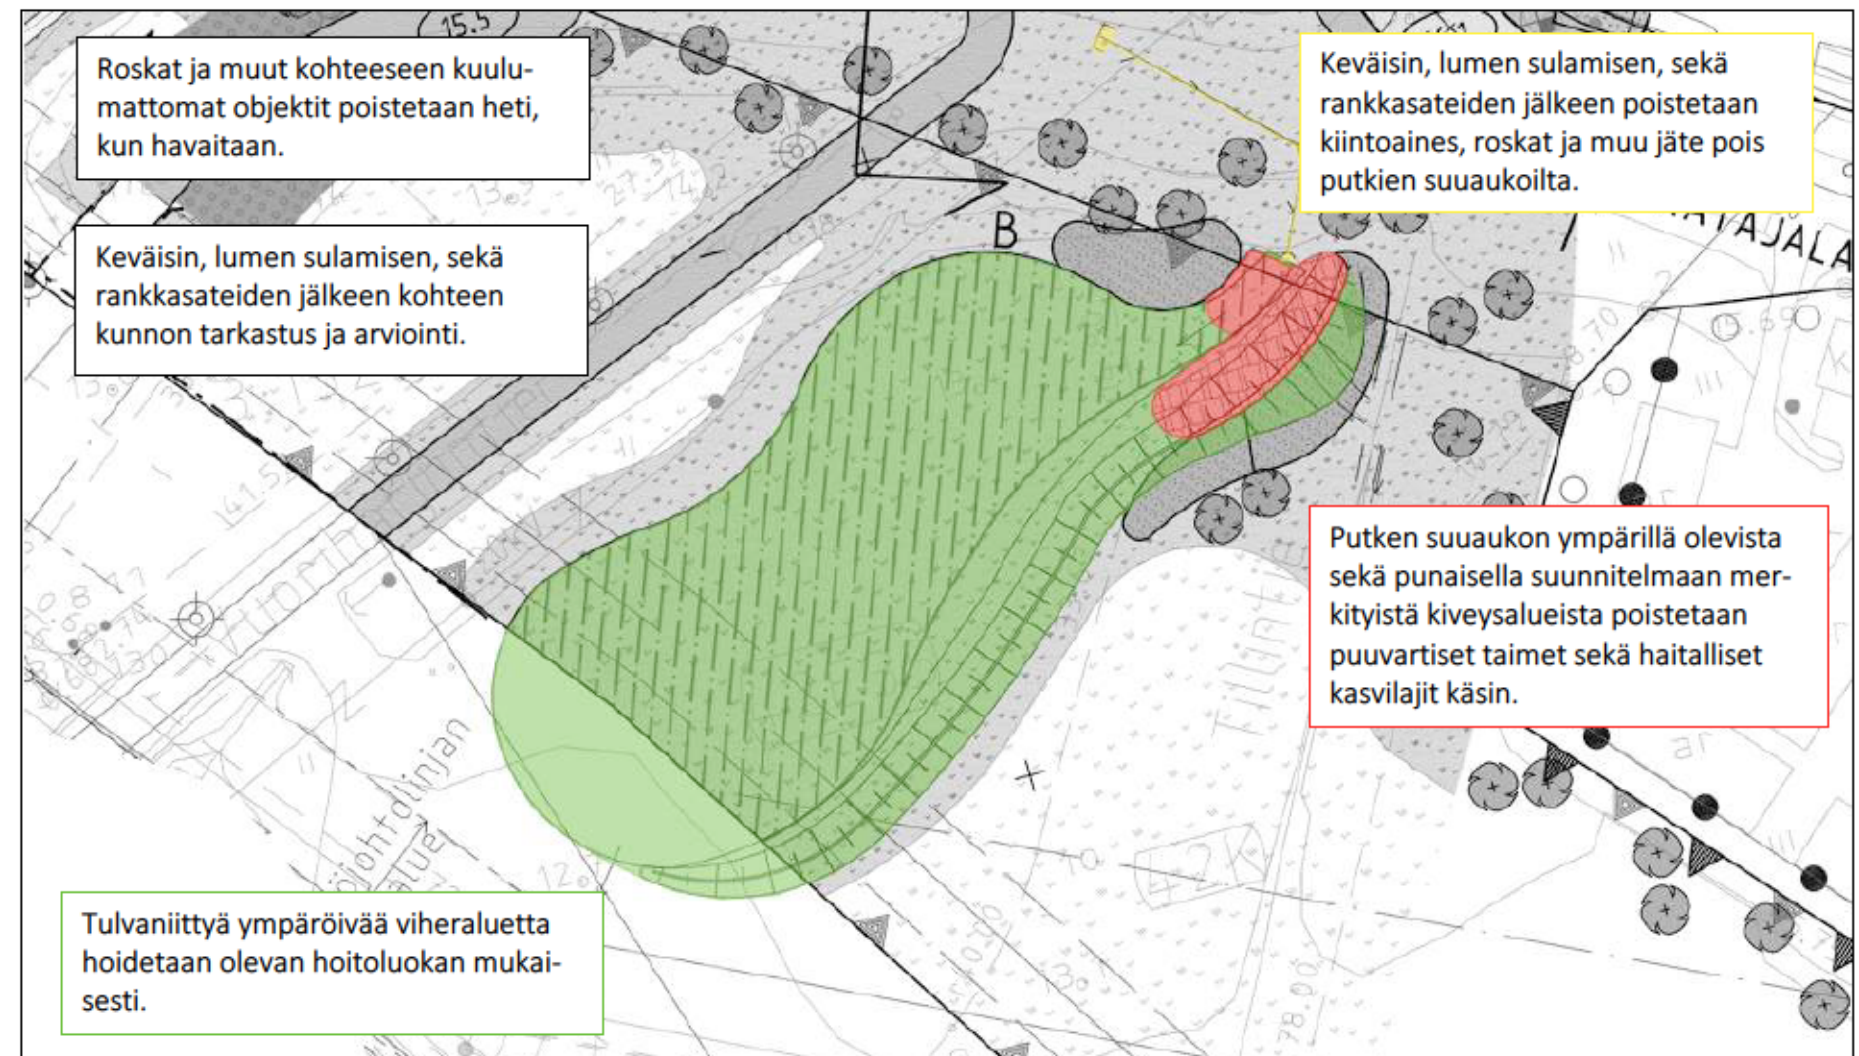 15.5
Roskat ja muut kohteeseen kuulu-
mattomat objektit poistetaan heti,
kun havaitaan.
Keväisin, lumen sulamisen, sekä
rankkasateiden jälkeen poistetaan
kiintoaines, roskat ja muu jäte pois
putkien suuaukoilta.
Keväisin, lumen sulamisen, sekä
rankkasateiden jälkeen kohteen
kunnon tarkastus ja arviointi.
B
Putken suuaukon ympärillä olevista
sekä punaisella suunnitelmaan mer-
kityistä kiveysalueista poistetaan
puuvartiset taimet sekä haitalliset
kasvilajit käsin.
42k
78.00
Tulvaniittyä ympäröivää viheraluetta
hoidetaan olevan hoitoluokan mukai-
sesti.